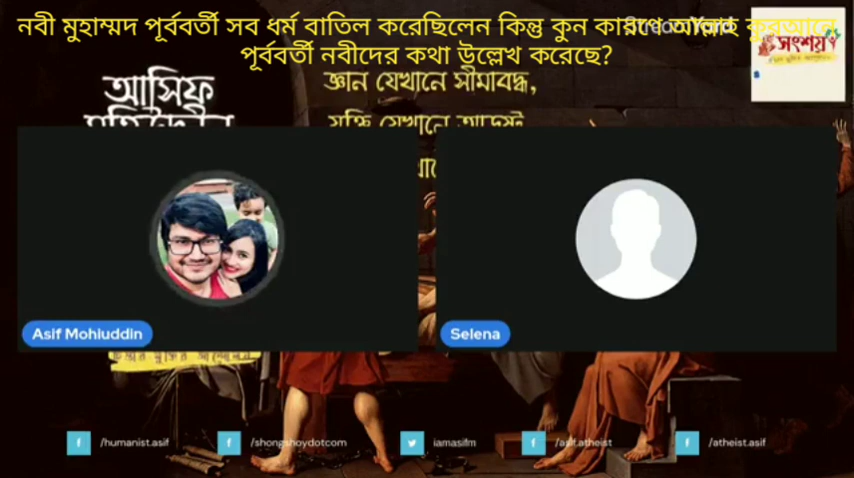 নবী মুহাম্মদ পূর্ববর্তী সব ধর্ম বাতিল করেছিলেন কিন্তু কুন কারণে আল্লাহ কুরআনে
পূর্ববর্তী নবীদের কথা উল্লেখ করেছে?
StreamYard
সংশয়
আসিফ
জ্ঞান যেখানে সীমাবদ্ধ,
যেখানে
Asif Mohiuddin
Selena
/humanist.asif
/shongshoydotcom
iamasifm
/asif.atheist
/atheist.asif